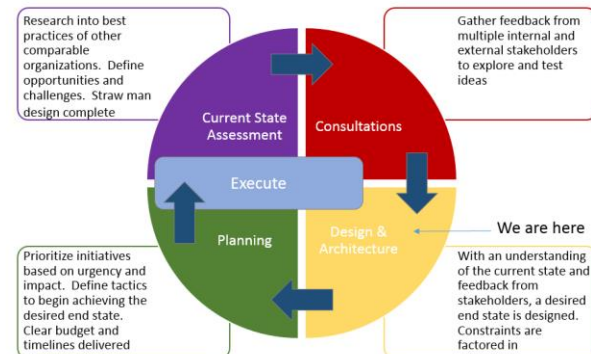 Research into best
practices of other
comparable
organizations. Define
opportunities and
challenges. Straw man
design complete
Gather feedback from
multiple internal and
external stakeholders
to explore and test
ideas
Current State
Assessment
Consultations
Execute
Planning
Design &
Architecture
We are here
Prioritize initiatives
based on urgency and
impact. Define tactics
to begin achieving the
desired end state.
Clear budget and
timelines delivered
With an understanding
of the current state and
feedback from
stakeholders, a desired
end state is designed.
Constraints are
factored in